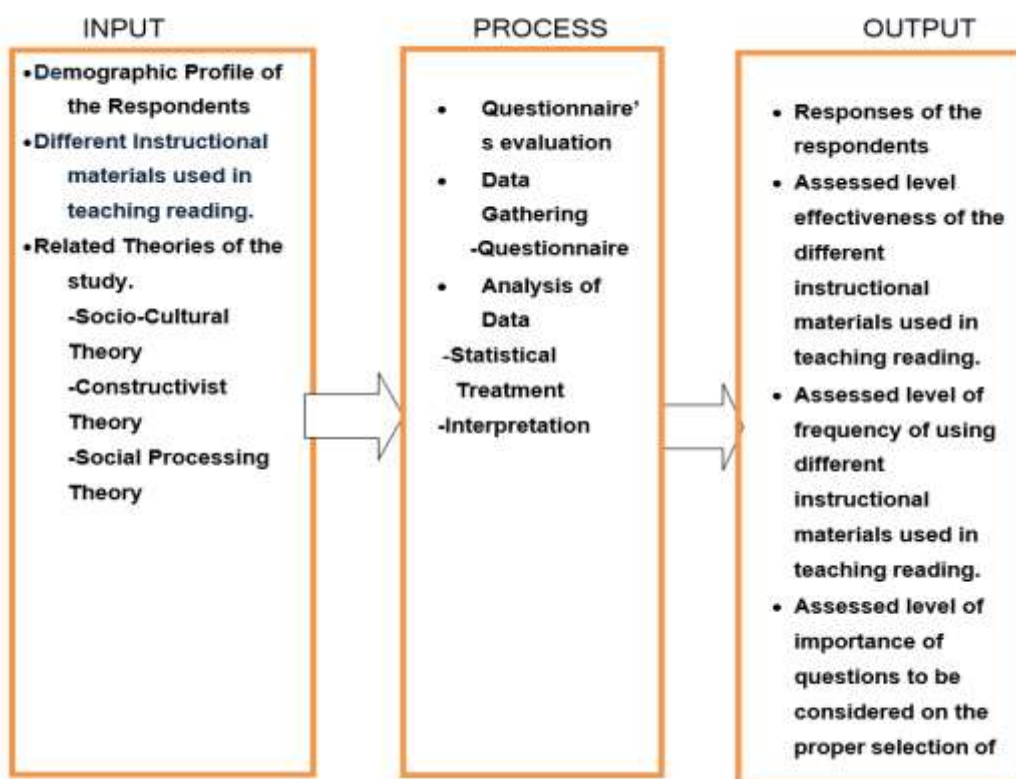 INPUT
•Demographic Profile of
the Respondents
•Different Instructional
materials used in
teaching reading.
•Related Theories of the
study.
-Socio-Cultural
Theory
-Constructivist
Theory
-Social Processing
Theory
PROCESS
• Questionnaire'
s evaluation
• Data
Gathering
-Questionnaire
• Analysis of
Data
-Statistical
Treatment
-Interpretation
OUTPUT
• Responses of the
respondents
• Assessed level
effectiveness of the
different
instructional
materials used in
teaching reading.
• Assessed level of
frequency of using
different
instructional
materials used in
teaching reading.
• Assessed level of
importance of
questions to be
considered on the
proper selection of